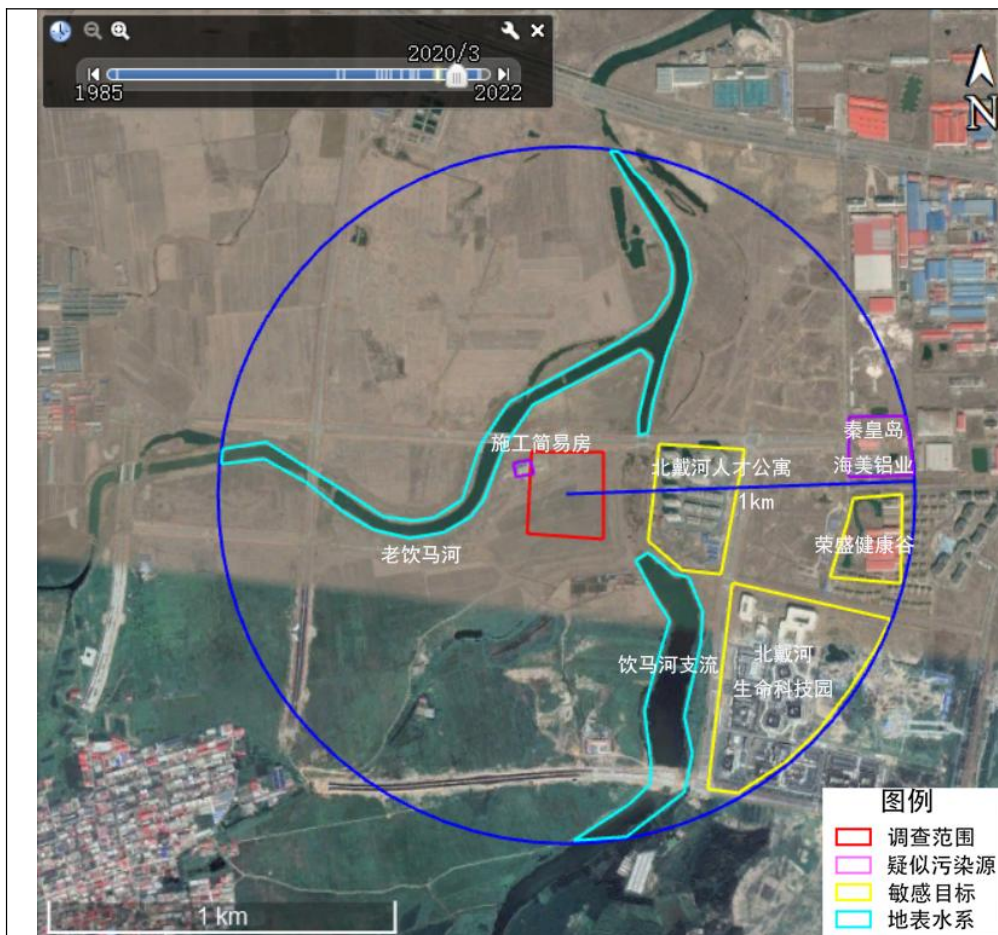 2020/3
1985
2022
N
施工简易房
秦皇岛
海美铝业
北戴河人才公寓
1km
荣盛健康谷
老饮马河
饮马河支流
北戴河
生命科技园
图例
调查范围
疑似污染源
敏感目标
地表水系
1 km